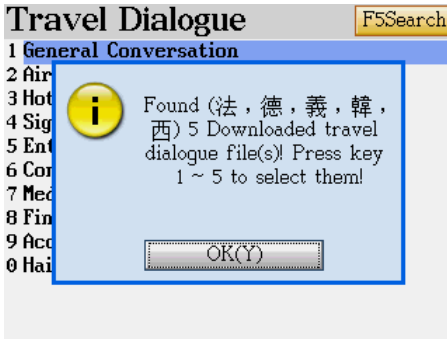 Travel Dialogue
F5Search
1 General Conversation
2 Air
3 Hot
4 Sig
5 Ent
6 Con
7 Med
8 Fin
9 Acc
0 Hai
Found (法，德，義，韓，
西) 5 Downloaded travel
dialogue file(s)! Press key
1 ~ 5 to select them!
OK(Y)